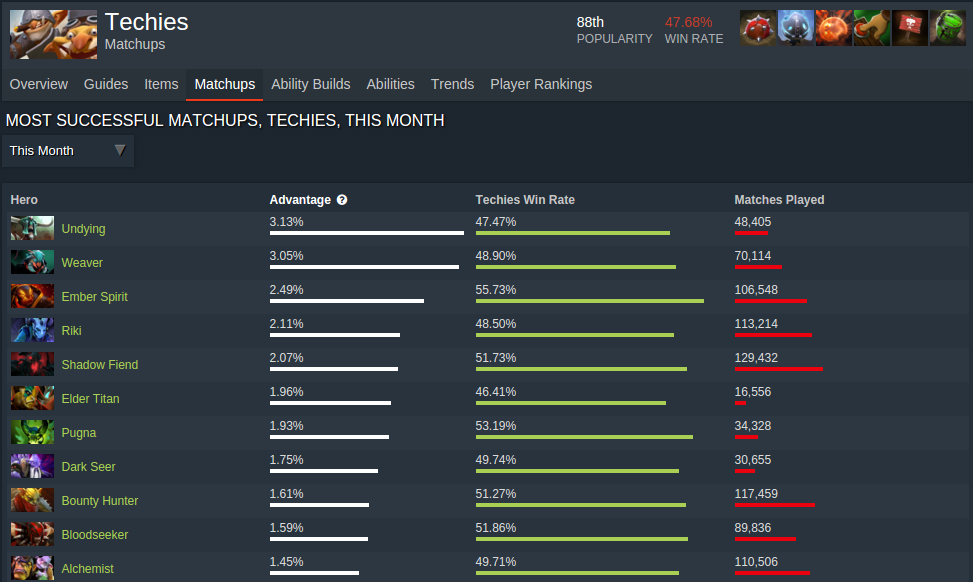 Techies
Matchups
88th
POPULARITY
47.68%
WIN RATE
Overview Guides Items Matchups Ability Builds Abilities Trends Player Rankings
MOST SUCCESSFUL MATCHUPS, TECHIES, THIS MONTH
This Month
Hero Advantage ? Techies Win Rate Matches Played
Undying 3.13% 47.47% 48,405
Weaver 3.05% 48.90% 70,114
Ember Spirit 2.49% 55.73% 106,548
Riki 2.11% 48.50% 113,214
Shadow Fiend 2.07% 51.73% 129,432
Elder Titan 1.96% 46.41% 16,556
Pugna 1.93% 53.19% 34,328
Dark Seer 1.75% 49.74% 30,655
Bounty Hunter 1.61% 51.27% 117,459
Bloodseeker 1.59% 51.86% 89,836
Alchemist 1.45% 49.71% 110,506